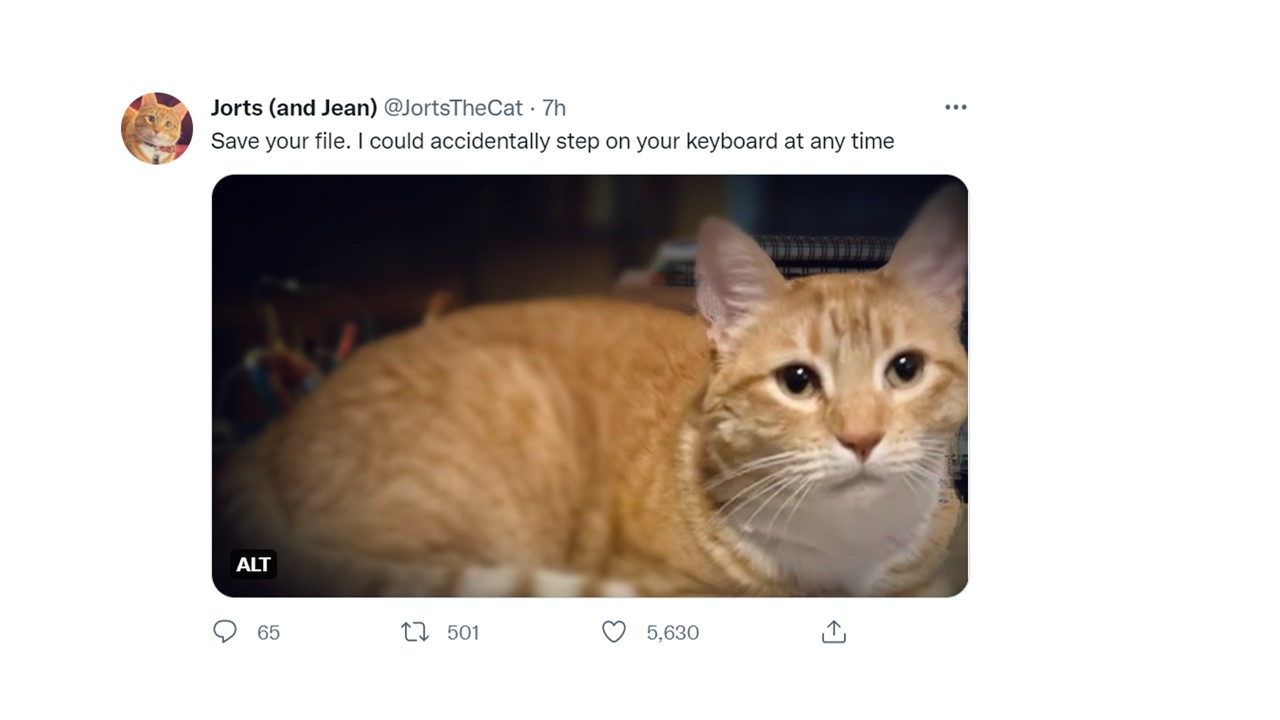 Jorts (and Jean) @JortsTheCat · 7h
Save your file. I could accidentally step on your keyboard at any time
ALT
65 501 5,630